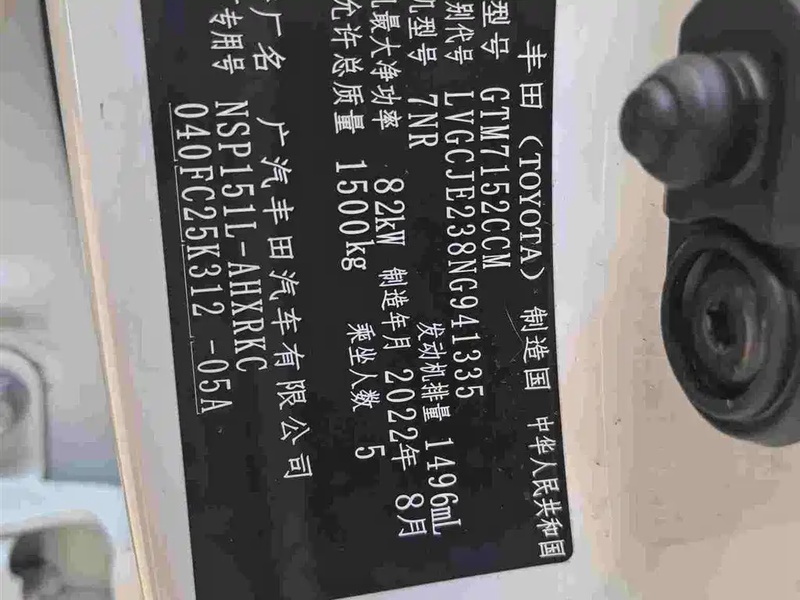 丰田（TOYOTA） 制造国 中华人民共和国
型号 GTM7152CCM
别代号 LVGCJE238NG941335
机型号 7NR 发动机排量 1496mL
机最大净功率 82kW 制造年月 2022年 8月
允许总质量 1500kg 乘坐人数 5
厂名 广汽丰田汽车有限公司
专用号 NSP151L-AHXRKC
040FC25K312 -05A